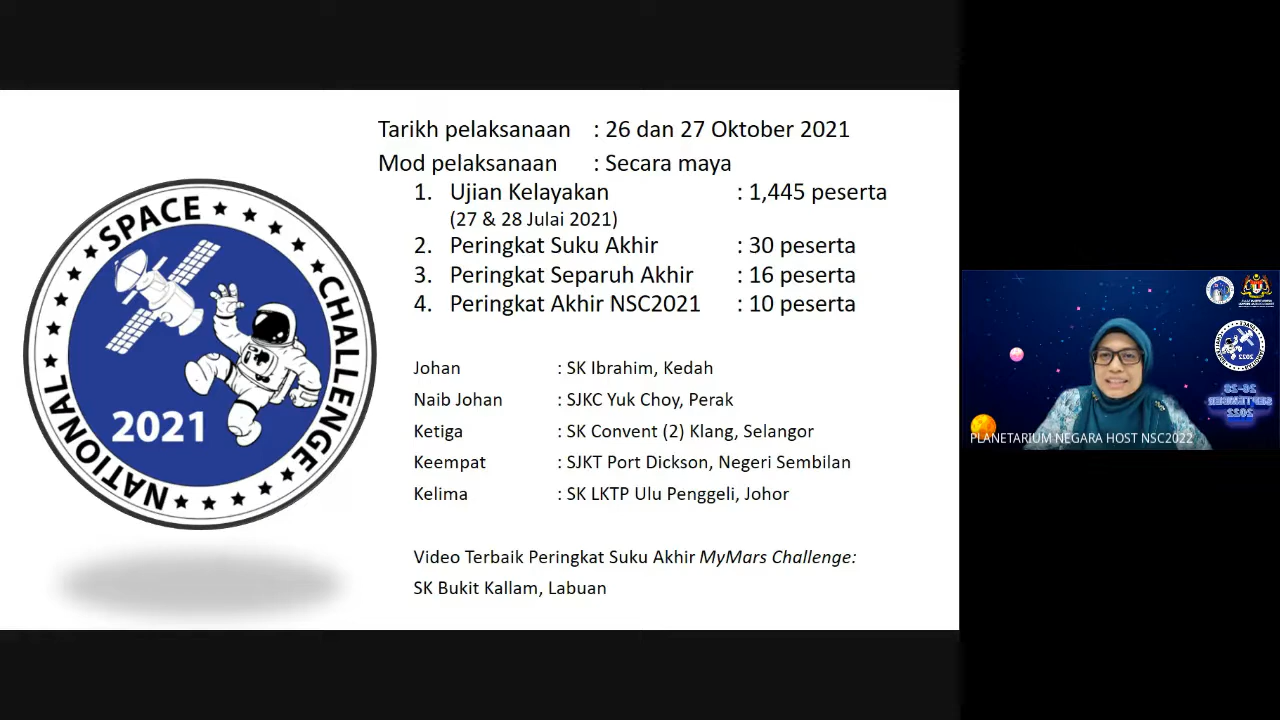 Tarikh pelaksanaan : 26 dan 27 Oktober 2021
Mod pelaksanaan : Secara maya
1. Ujian Kelayakan : 1,445 peserta
(27 & 28 Julai 2021)
2. Peringkat Suku Akhir : 30 peserta
3. Peringkat Separuh Akhir : 16 peserta
4. Peringkat Akhir NSC2021 : 10 peserta
Johan : SK Ibrahim, Kedah
Naib Johan : SJKC Yuk Choy, Perak
Ketiga : SK Convent (2) Klang, Selangor
Keempat : SJKT Port Dickson, Negeri Sembilan
Kelima : SK LKTP Ulu Penggeli, Johor
Video Terbaik Peringkat Suku Akhir MyMars Challenge:
SK Bukit Kallam, Labuan
NATIONAL SPACE CHALLENGE
2021
26-28
SEPTEMBER
2022
PLANETARIUM NEGARA HOST NSC2022